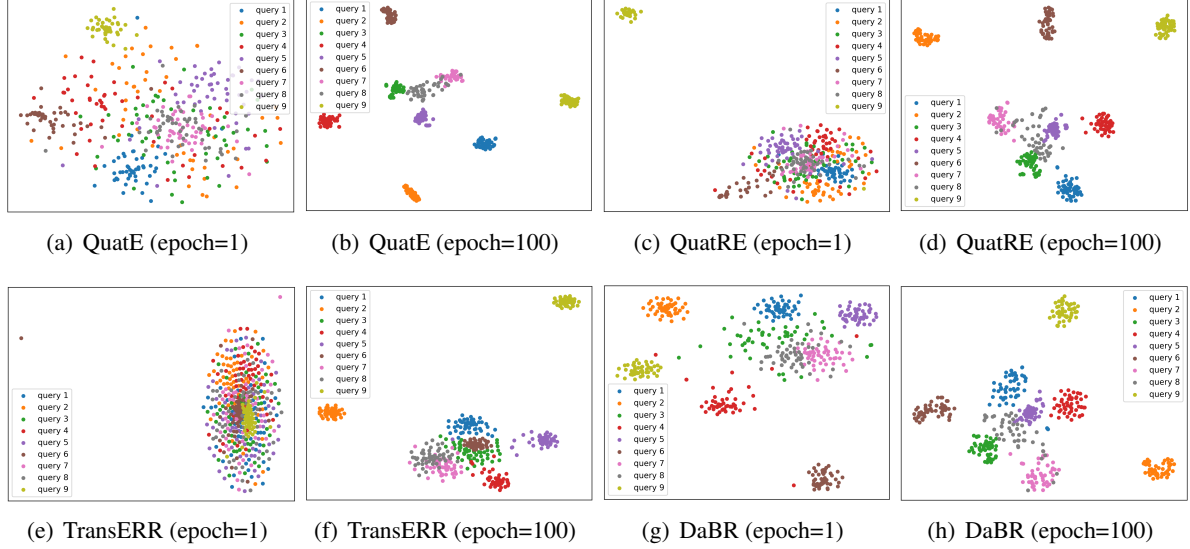 query 1
query 2
query 3
query 4
query 5
query 6
query 7
query 8
query 9
query 1
query 2
query 3
query 4
query 5
query 6
query 7
query 8
query 9
query 1
query 2
query 3
query 4
query 5
query 6
query 7
query 8
query 9
query 1
query 2
query 3
query 4
query 5
query 6
query 7
query 8
query 9
(a) QuatE (epoch=1)
(b) QuatE (epoch=100)
(c) QuatRE (epoch=1)
(d) QuatRE (epoch=100)
query 1
query 2
query 3
query 4
query 5
query 6
query 7
query 8
query 9
query 1
query 2
query 3
query 4
query 5
query 6
query 7
query 8
query 9
query 1
query 2
query 3
query 4
query 5
query 6
query 7
query 8
query 9
query 1
query 2
query 3
query 4
query 5
query 6
query 7
query 8
query 9
(e) TransERR (epoch=1)
(f) TransERR (epoch=100)
(g) DaBR (epoch=1)
(h) DaBR (epoch=100)